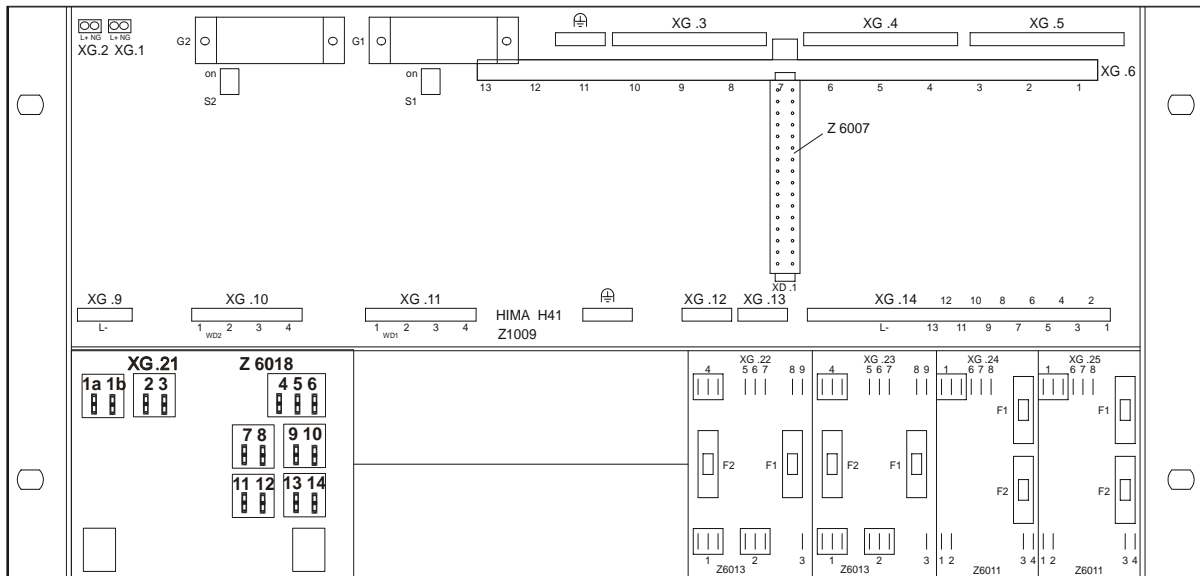 L+ NG L+ NG
XG.2 XG.1
G2
G1
XG .3
XG .4
XG .5
on
S2
on
S1
XG .6
13 12 11 10 9 8 7 6 5 4 3 2 1
Z 6007
XD .1
XG .9
L-
XG .10
1 2 3 4
WD2
XG .11
1 2 3 4
WD1
HIMA H41
Z1009
XG .12
XG .13
XG .14
12 10 8 6 4 2
L- 13 11 9 7 5 3 1
XG.21
Z 6018
1a 1b 2 3 4 5 6
7 8 9 10
11 12 13 14
XG .22
4 5 6 7 8 9
F2 F1
1 2 3
Z6013
XG .23
4 5 6 7 8 9
F2 F1
1 2 3
Z6013
XG .24
1 6 7 8
F1
F2
1 2 3 4
Z6011
XG .25
1 6 7 8
F1
F2
1 2 3 4
Z6011